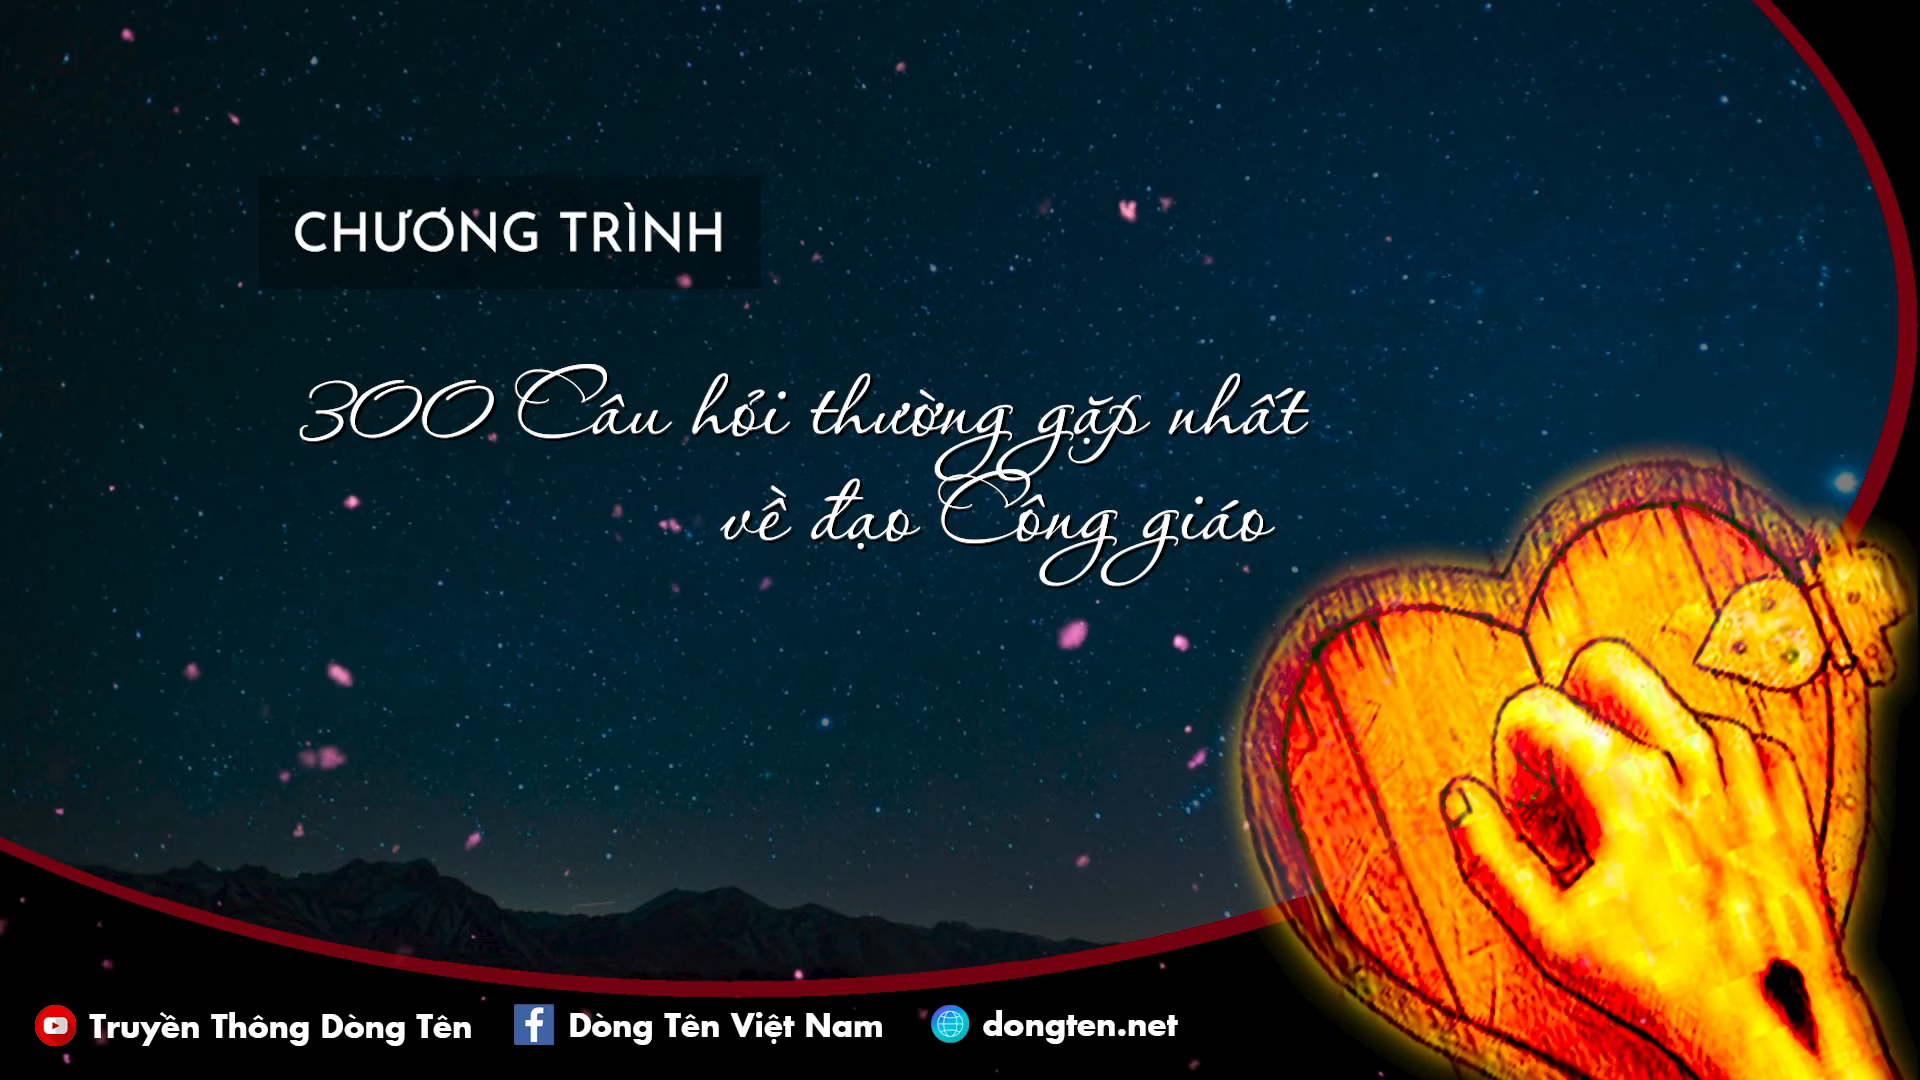 CHƯƠNG TRÌNH
300 Câu hỏi thường gặp nhất
về đạo Công giáo
Truyền Thông Dòng Tên
Dòng Tên Việt Nam
dongten.net